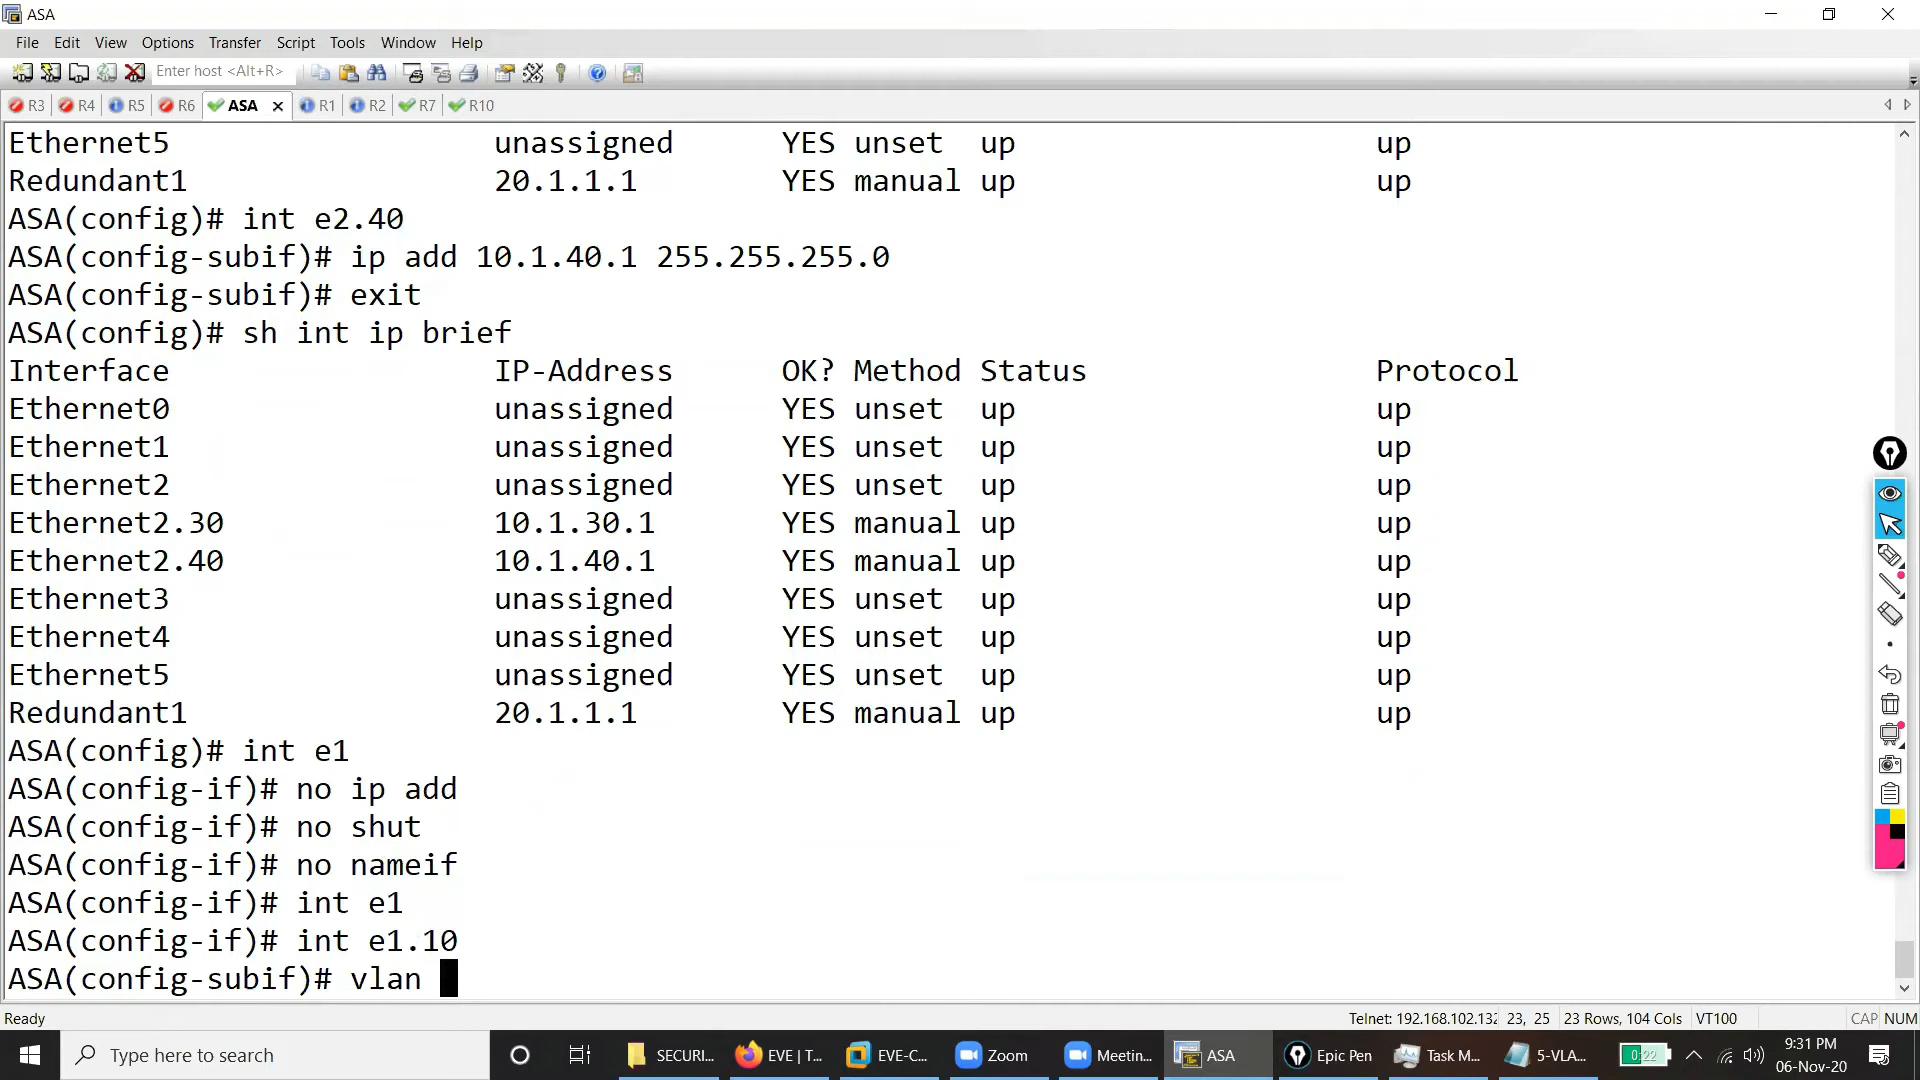 ASA
File Edit View Options Transfer Script Tools Window Help
Enter host <Alt+R>
R3 R4 R5 R6 ASA R1 R2 R7 R10
Ethernet5 unassigned YES unset up up
Redundant1 20.1.1.1 YES manual up up
ASA(config)# int e2.40
ASA(config-subif)# ip add 10.1.40.1 255.255.255.0
ASA(config-subif)# exit
ASA(config)# sh int ip brief
Interface IP-Address OK? Method Status Protocol
Ethernet0 unassigned YES unset up up
Ethernet1 unassigned YES unset up up
Ethernet2 unassigned YES unset up up
Ethernet2.30 10.1.30.1 YES manual up up
Ethernet2.40 10.1.40.1 YES manual up up
Ethernet3 unassigned YES unset up up
Ethernet4 unassigned YES unset up up
Ethernet5 unassigned YES unset up up
Redundant1 20.1.1.1 YES manual up up
ASA(config)# int e1
ASA(config-if)# no ip add
ASA(config-if)# no shut
ASA(config-if)# no nameif
ASA(config-if)# int e1
ASA(config-if)# int e1.10
ASA(config-subif)# vlan
Ready Telnet: 192.168.102.132 23, 25 23 Rows, 104 Cols VT100 CAP NUM
Type here to search SECURI... EVE | T... EVE-C... Zoom Meetin... ASA Epic Pen Task M... 5-VLA... 0:22 9:31 PM
06-Nov-20